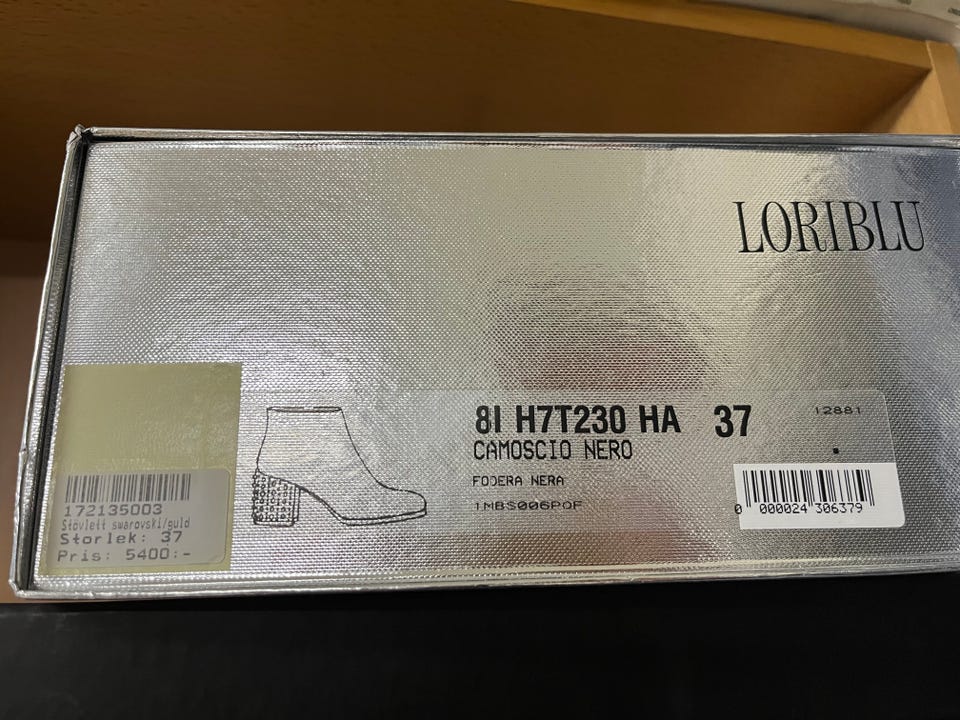 LORIBLU
8I H7T230 HA 37
12881
CAMOSCIO NERO
FODERA NERA
1MBS006POF
0 000024 306379
172135003
Stövlett swarovski/guld
Storlek: 37
Pris: 5400:-